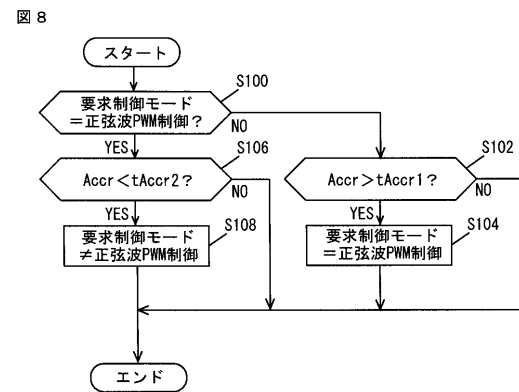 図 8
スタート
S100
要求制御モード
＝正弦波PWM制御？
NO
YES
S106
Accr＜tAccr2？
NO
YES
S108
要求制御モード
≠正弦波PWM制御
S102
Accr＞tAccr1？
NO
YES
S104
要求制御モード
＝正弦波PWM制御
エンド